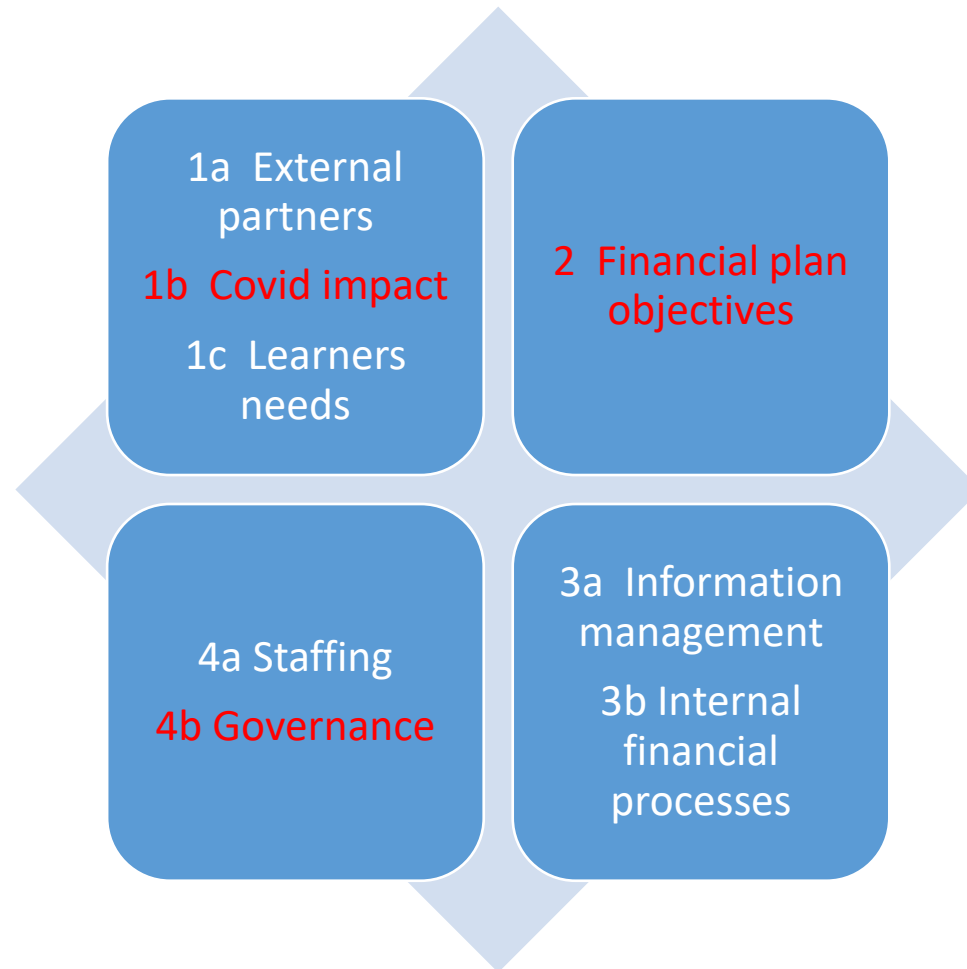 1a External
partners
1b Covid impact
1c Learners
needs
2 Financial plan
objectives
4a Staffing
4b Governance
3a Information
management
3b Internal
financial
processes